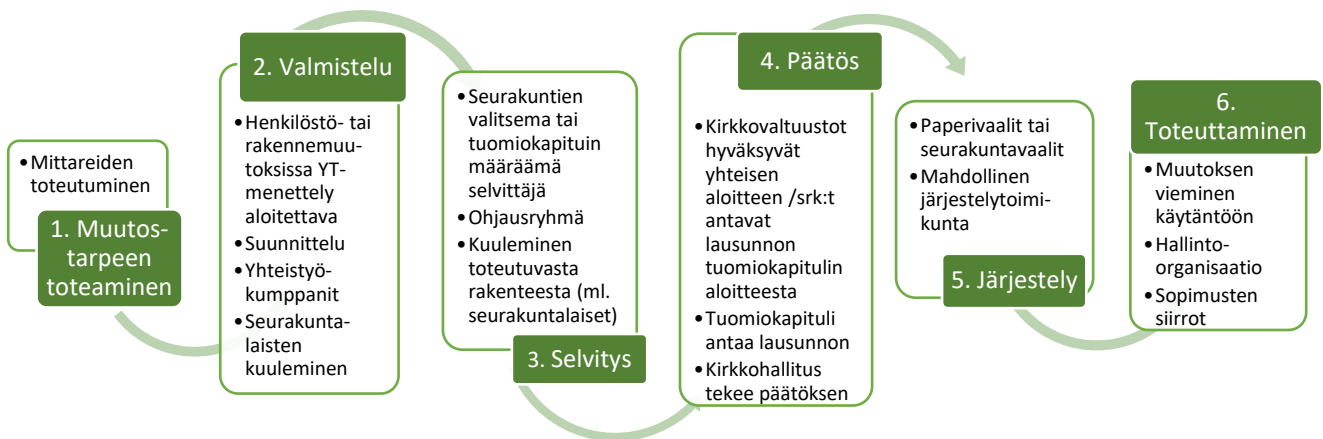 • Mittareiden
toteutuminen
1. Muutos-
tarpeen
toteaminen
2. Valmistelu
• Henkilöstö- tai
rakennemuu-
toksissa YT-
menettely
aloitettava
• Suunnittelu
• Yhteistyö-
kumppanit
• Seurakunta-
laisten
kuuleminen
• Seurakuntien
valitsema tai
tuomiokapituin
määräämä
selvittäjä
• Ohjausryhmä
• Kuuleminen
toteutuvasta
rakenteesta (ml.
seurakuntalaiset)
3. Selvitys
4. Päätös
• Kirkkovaltuustot
hyväksyvät
yhteisen
aloitteen /srk:t
antavat
lausunnon
tuomiokapitulin
aloitteesta
• Tuomiokapituli
antaa lausunnon
• Kirkkohallitus
tekee päätöksen
• Paperivaalit tai
seurakuntavaalit
• Mahdollinen
järjestelytoimi-
kunta
5. Järjestely
6.
Toteuttaminen
• Muutoksen
vieminen
käytäntöön
• Hallinto-
organisaatio
• Sopimusten
siirrot